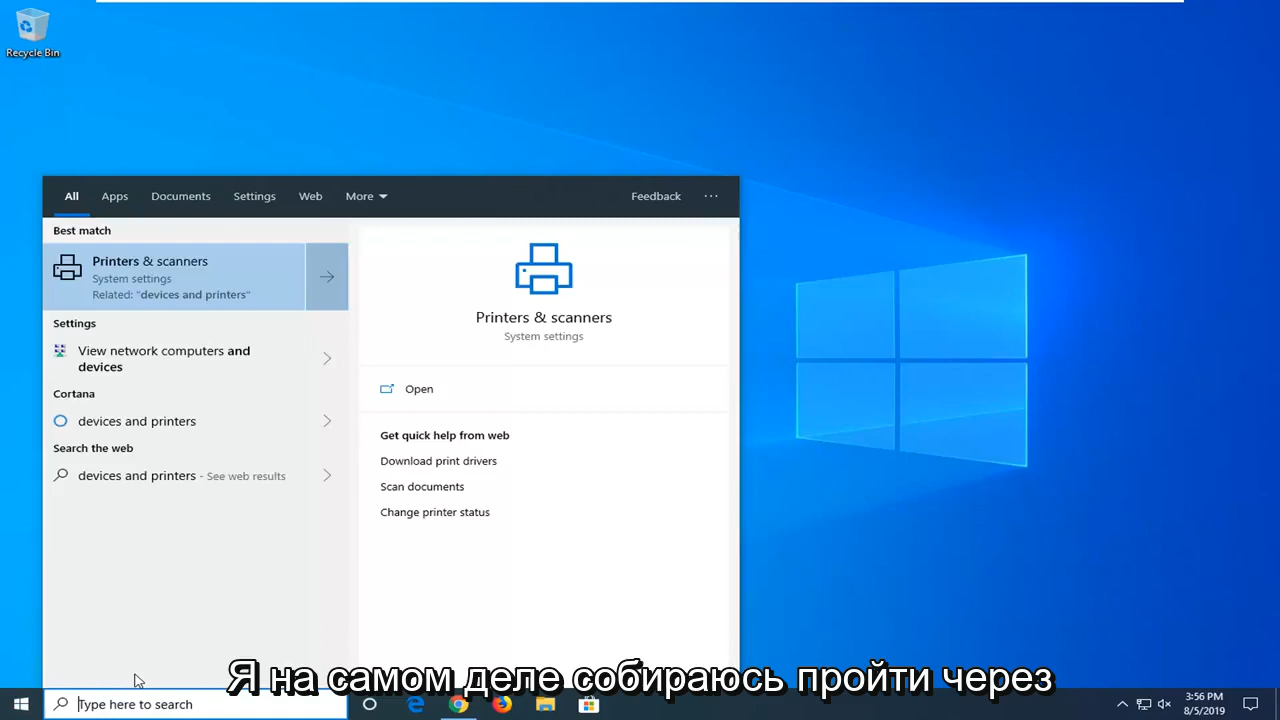 Recycle Bin
All Apps Documents Settings Web More Feedback ···
Best match
Printers & scanners
System settings
Related: "devices and printers"
Settings
View network computers and
devices
Cortana
devices and printers
Search the web
devices and printers - See web results
Printers & scanners
System settings
Open
Get quick help from web
Download print drivers
Scan documents
Change printer status
Я на самом деле собираюсь пройти через
Type here to search
3:56 PM
8/5/2019